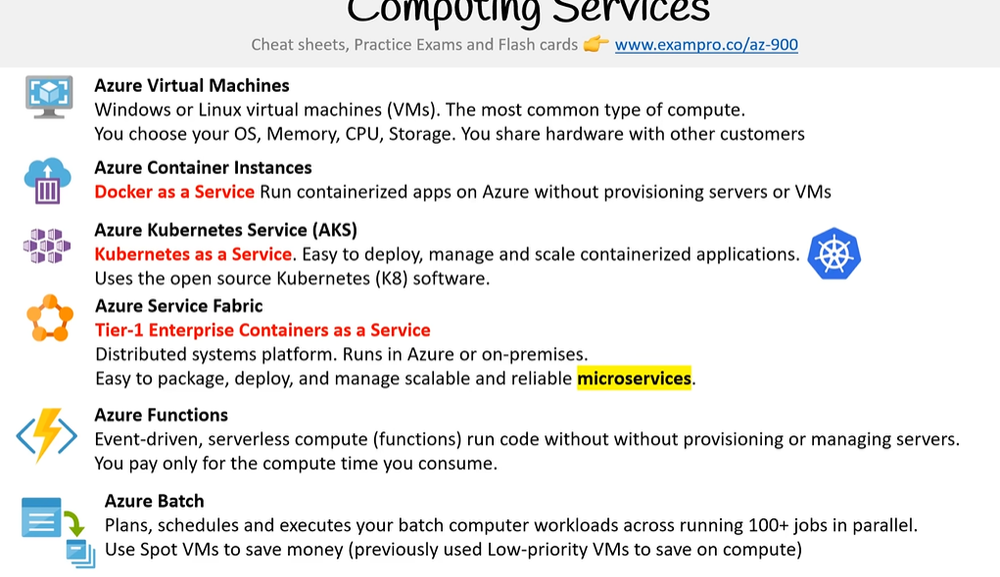 Computing Services
Cheat sheets, Practice Exams and Flash cards 👉 www.exampro.co/az-900
Azure Virtual Machines
Windows or Linux virtual machines (VMs). The most common type of compute.
You choose your OS, Memory, CPU, Storage. You share hardware with other customers
Azure Container Instances
Docker as a Service Run containerized apps on Azure without provisioning servers or VMs
Azure Kubernetes Service (AKS)
Kubernetes as a Service. Easy to deploy, manage and scale containerized applications.
Uses the open source Kubernetes (K8) software.
Azure Service Fabric
Tier-1 Enterprise Containers as a Service
Distributed systems platform. Runs in Azure or on-premises.
Easy to package, deploy, and manage scalable and reliable microservices.
Azure Functions
Event-driven, serverless compute (functions) run code without without provisioning or managing servers.
You pay only for the compute time you consume.
Azure Batch
Plans, schedules and executes your batch computer workloads across running 100+ jobs in parallel.
Use Spot VMs to save money (previously used Low-priority VMs to save on compute)